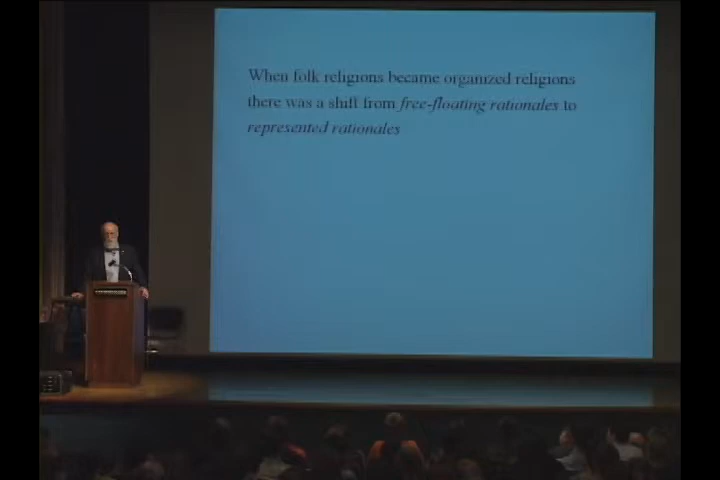 When folk religions became organized religions
there was a shift from free-floating rationales to
represented rationales